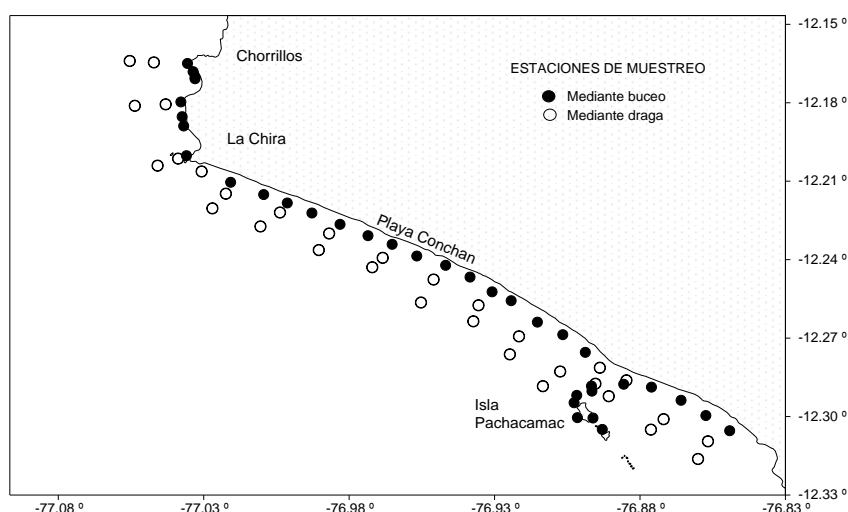 -12.15 º
Chorrillos
ESTACIONES DE MUESTREO
Mediante buceo
-12.18 º
Mediante draga
La Chira
-12.21 º
Playa Conchan
-12.24 º
-12.27 º
Isla
Pachacamac
-12.30 º
-12.33 º
-77.08 º
-77.03 º
-76.98 º
-76.93 º
-76.88 º
-76.83 º